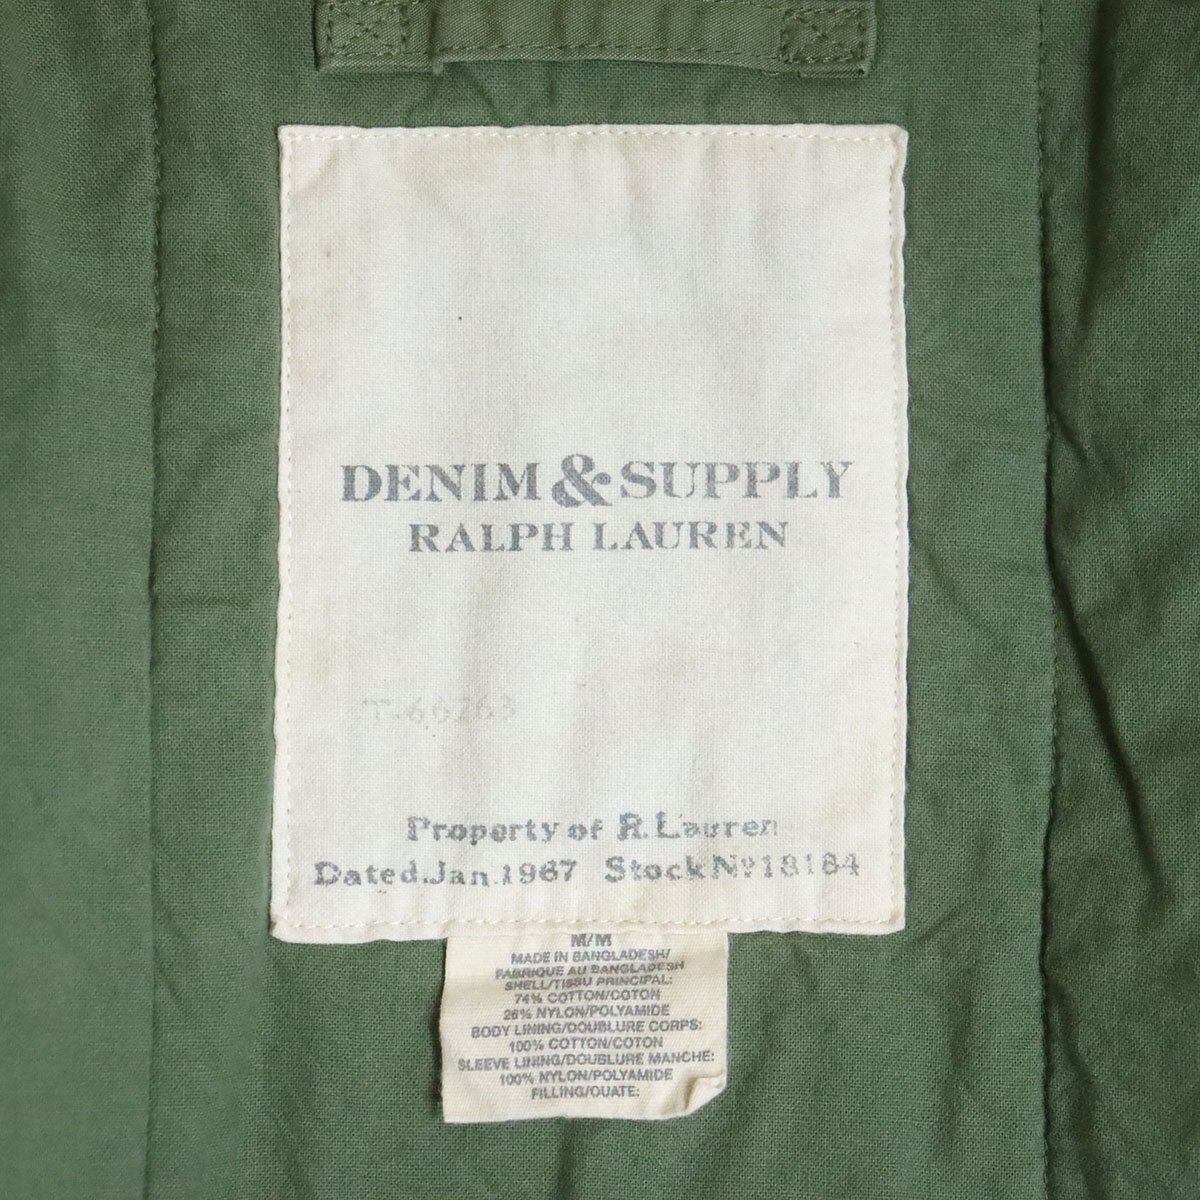 DENIM & SUPPLY
RALPH LAUREN
T-66263
Property of R. Lauren
Dated. Jan. 1967 Stock No 18184
M/M
MADE IN BANGLADESH/
FABRIQUE AU BANGLADESH
SHELL/TISSU PRINCIPAL:
74% COTTON/COTON
26% NYLON/POLYAMIDE
BODY LINING/DOUBLURE CORPS:
100% COTTON/COTON
SLEEVE LINING/DOUBLURE MANCHE:
100% NYLON/POLYAMIDE
FILLING/OUATE: